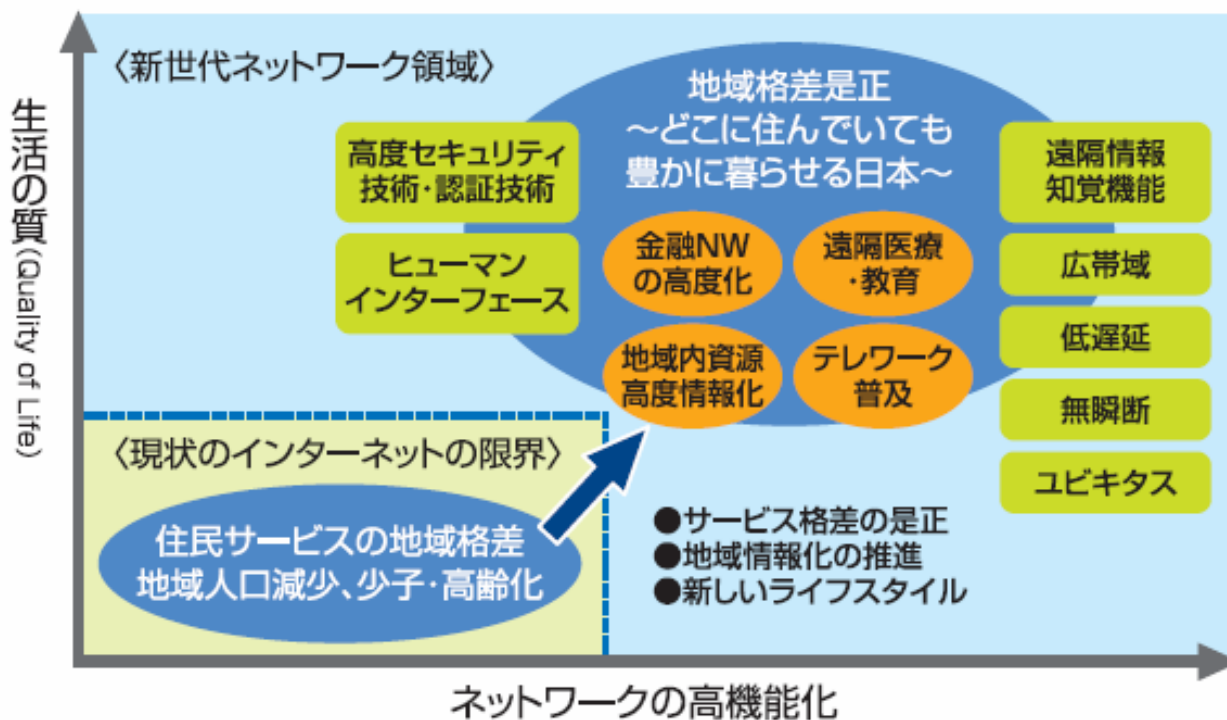 生活の質(Quality of Life)
〈新世代ネットワーク領域〉
地域格差是正
～どこに住んでいても
豊かに暮らせる日本～
高度セキュリティ
技術・認証技術
ヒューマン
インターフェース
金融NW
の高度化
遠隔医療
・教育
地域内資源
高度情報化
テレワーク
普及
遠隔情報
知覚機能
広帯域
低遅延
無瞬断
ユビキタス
〈現状のインターネットの限界〉
住民サービスの地域格差
地域人口減少、少子・高齢化
●サービス格差の是正
●地域情報化の推進
●新しいライフスタイル
ネットワークの高機能化